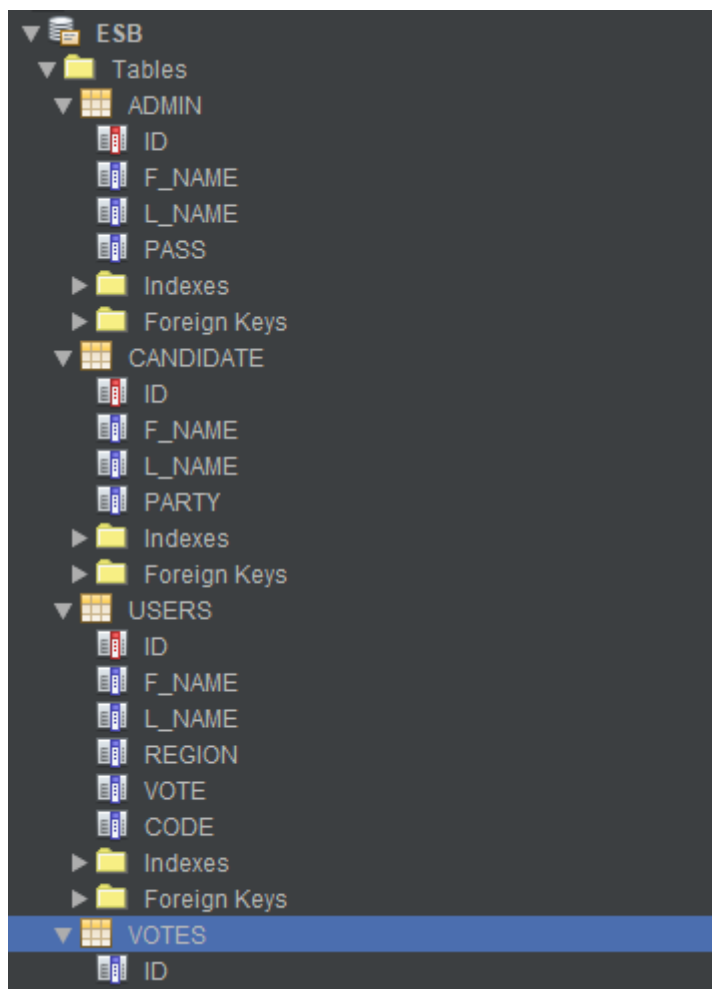 ESB
Tables
ADMIN
ID
F_NAME
L_NAME
PASS
Indexes
Foreign Keys
CANDIDATE
ID
F_NAME
L_NAME
PARTY
Indexes
Foreign Keys
USERS
ID
F_NAME
L_NAME
REGION
VOTE
CODE
Indexes
Foreign Keys
VOTES
ID